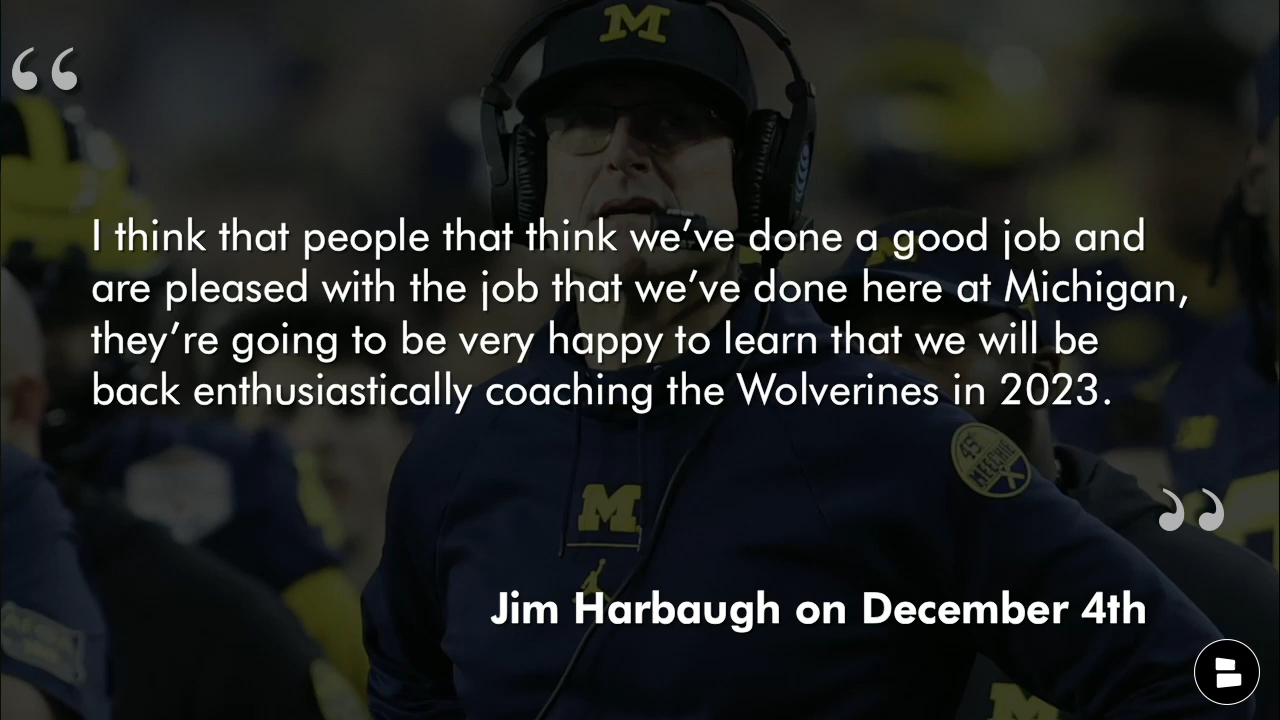 M
“
I think that people that think we’ve done a good job and
are pleased with the job that we’ve done here at Michigan,
they’re going to be very happy to learn that we will be
back enthusiastically coaching the Wolverines in 2023.
45
MEECHIE
M
”
Jim Harbaugh on December 4th
M